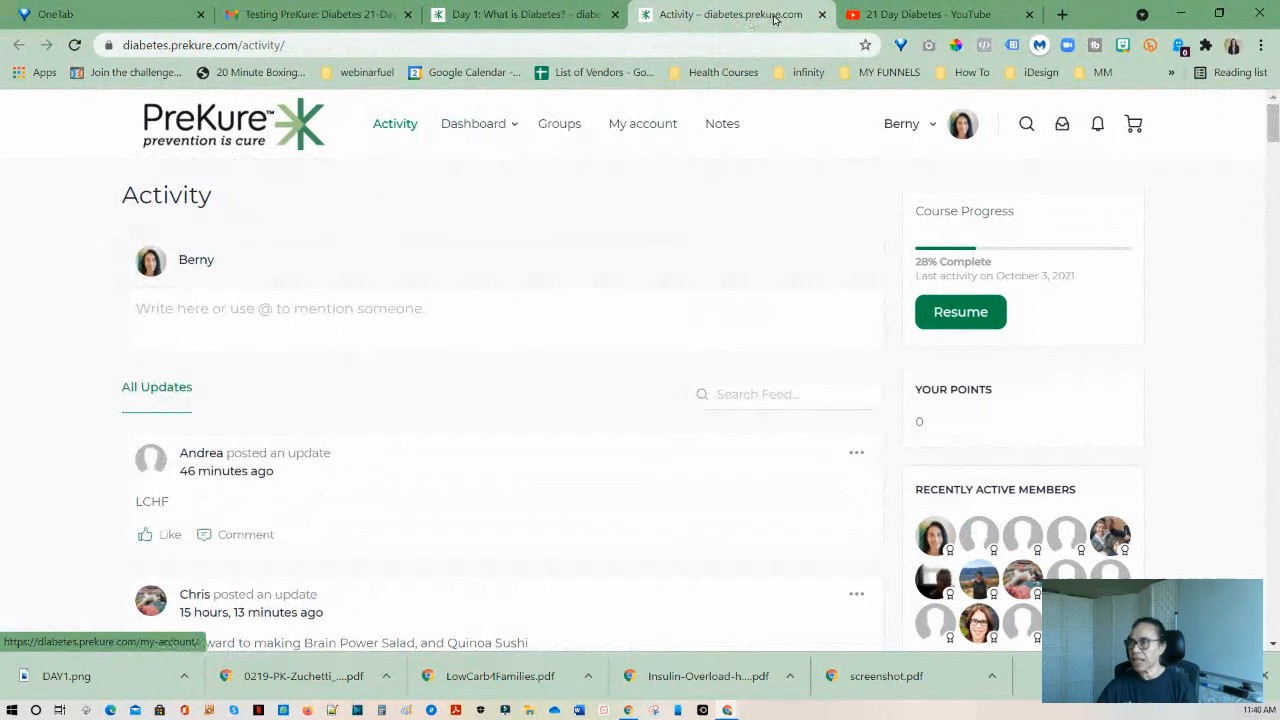 Testing PreKure Diabetes 21-Day
Day 1: What is Diabetes? – diabe
Activity – diabetes.prekure.com
21 Day Diabetes
diabetes.prekure.com/activity/
Apps
Join the challenge...
20 Minute Boxing...
webinarfuel
Google Calendar -...
List of Vendors - Go...
Health Courses
infinity
MY FUNNELS
How To
iDesign
MM
»
Reading list
PreKure™
prevention is cure
Activity
Dashboard
Groups
My account
Notes
Berny
Activity
Berny
Write here or use @ to mention someone.
All Updates
Search Feed...
Andrea posted an update
46 minutes ago
LCHF
Like
Comment
Chris posted an update
15 hours, 13 minutes ago
ward to making Brain Power Salad, and Quinoa Sushi
Course Progress
28% Complete
Last activity on October 3, 2021
Resume
YOUR POINTS
0
RECENTLY ACTIVE MEMBERS
https://diabetes.prekure.com/my-account/
DAY1.png
0219-PK-Zuchetti_....pdf
LowCarb4Families.pdf
Insulin-Overload-h....pdf
screenshot.pdf
11:40 AM